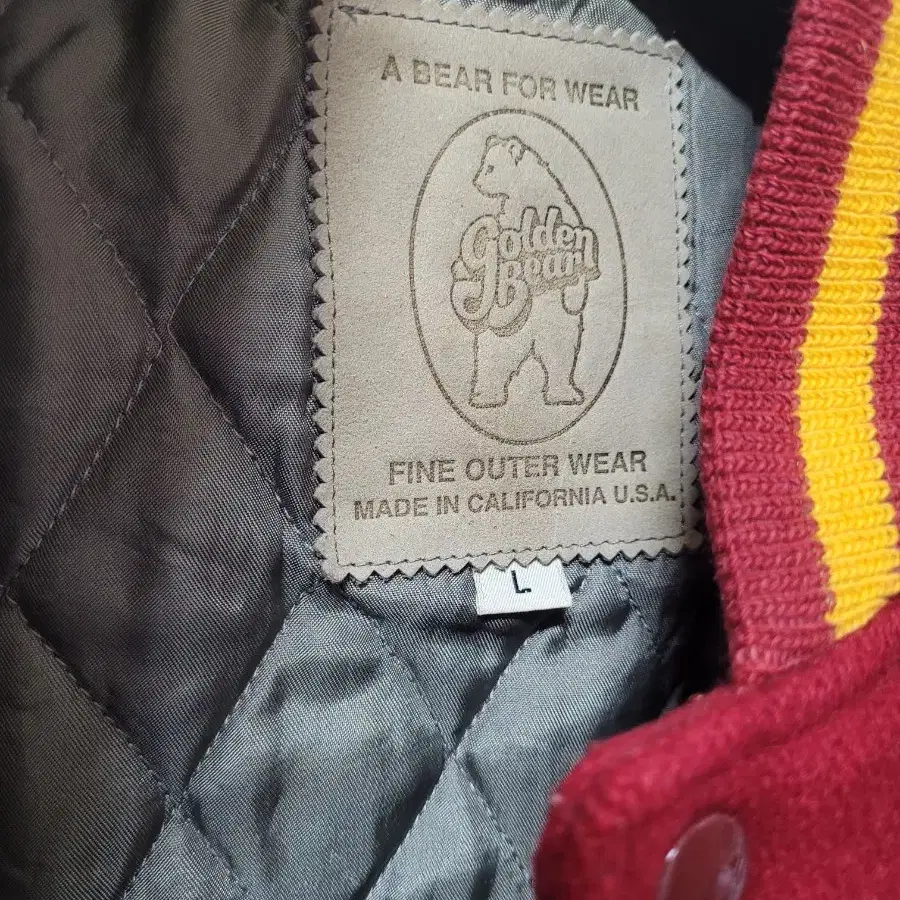 A BEAR FOR WEAR
Golden
Bear
FINE OUTER WEAR
MADE IN CALIFORNIA U.S.A.
L